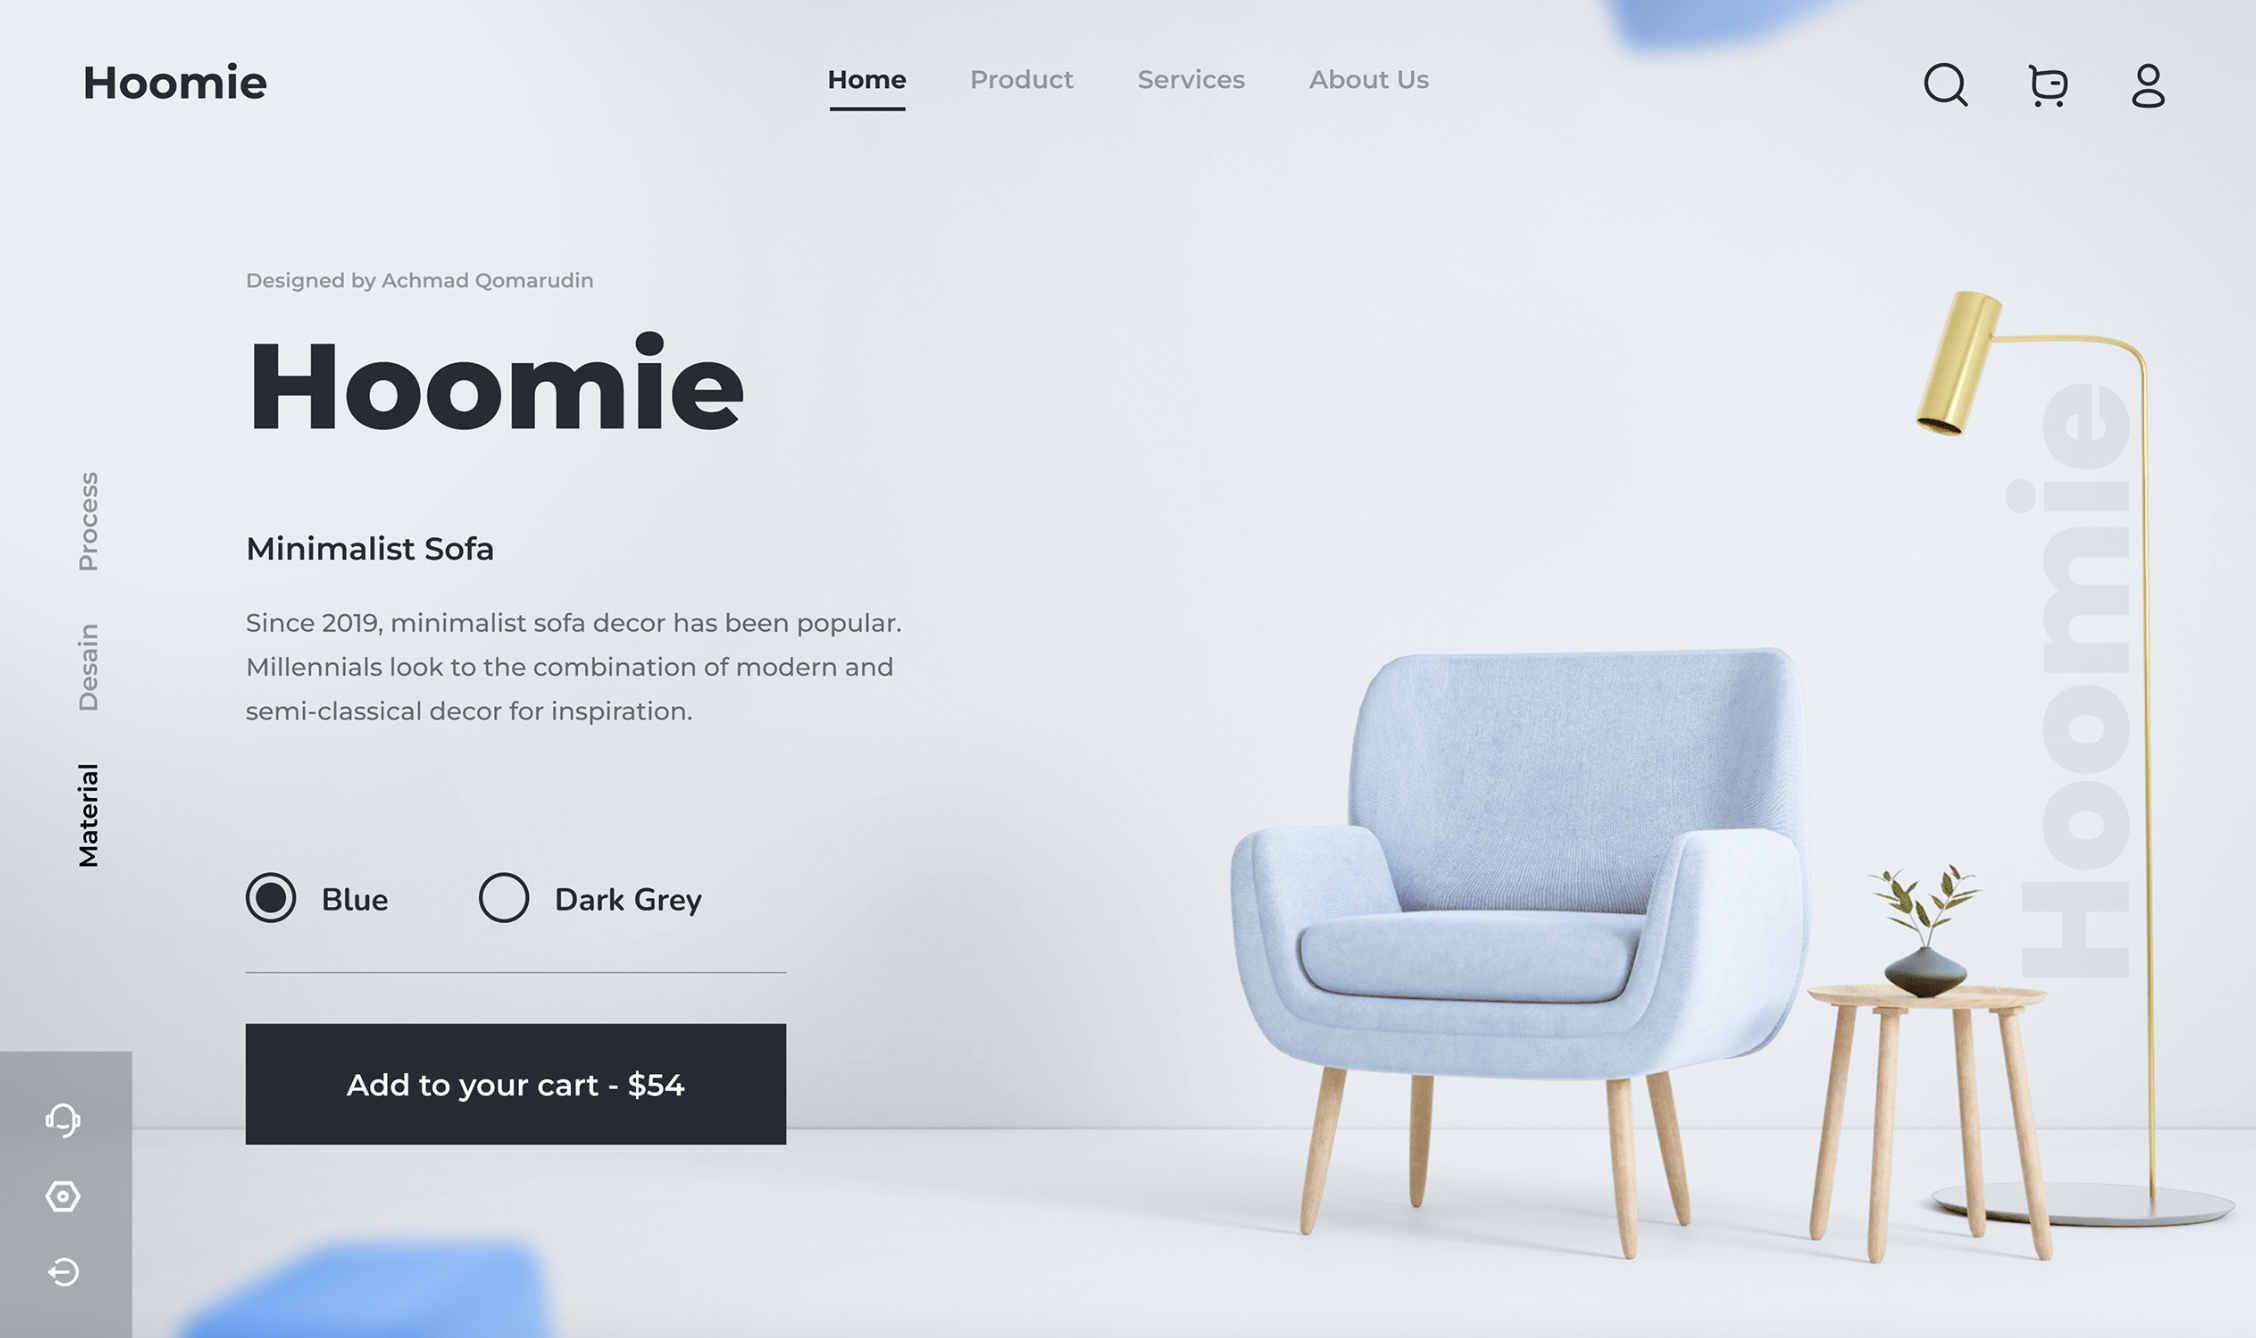 Hoomie
Home
Product
Services
About Us
Designed by Achmad Qomarudin
Hoomie
Minimalist Sofa
Since 2019, minimalist sofa decor has been popular.
Millennials look to the combination of modern and
semi-classical decor for inspiration.
Process
Desain
Material
Blue
Dark Grey
Add to your cart - $54
Hoomie